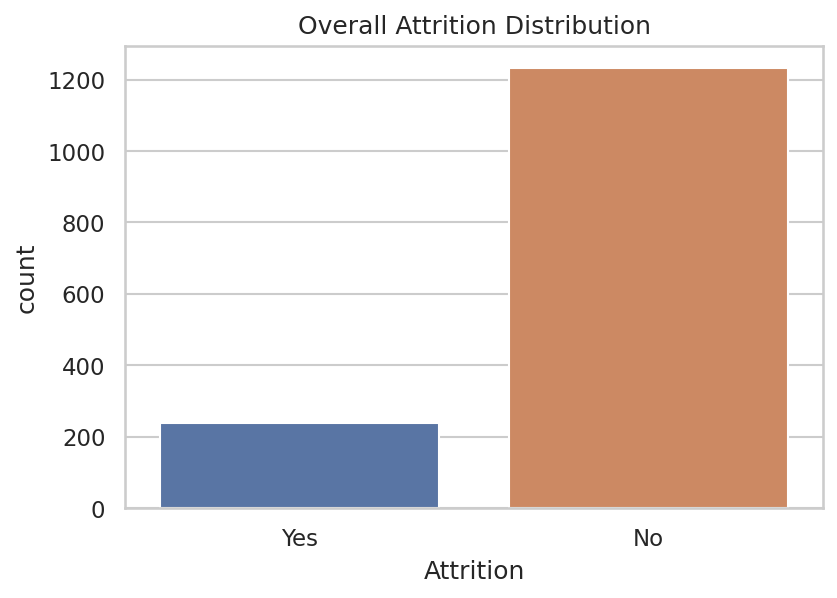 Overall Attrition Distribution
1200
1000
800
600
400
200
0
count
Yes
No
Attrition